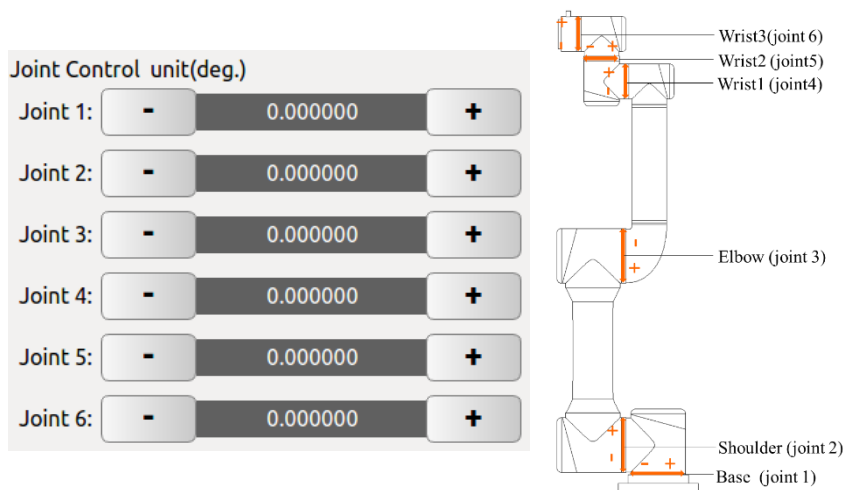 Joint Control unit(deg.)
Joint 1: - 0.000000 +
Joint 2: - 0.000000 +
Joint 3: - 0.000000 +
Joint 4: - 0.000000 +
Joint 5: - 0.000000 +
Joint 6: - 0.000000 +
+ -
Wrist3(joint 6)
- +
Wrist2 (joint5)
+ -
Wrist1 (joint4)
- +
Elbow (joint 3)
+ -
Shoulder (joint 2)
- +
Base (joint 1)